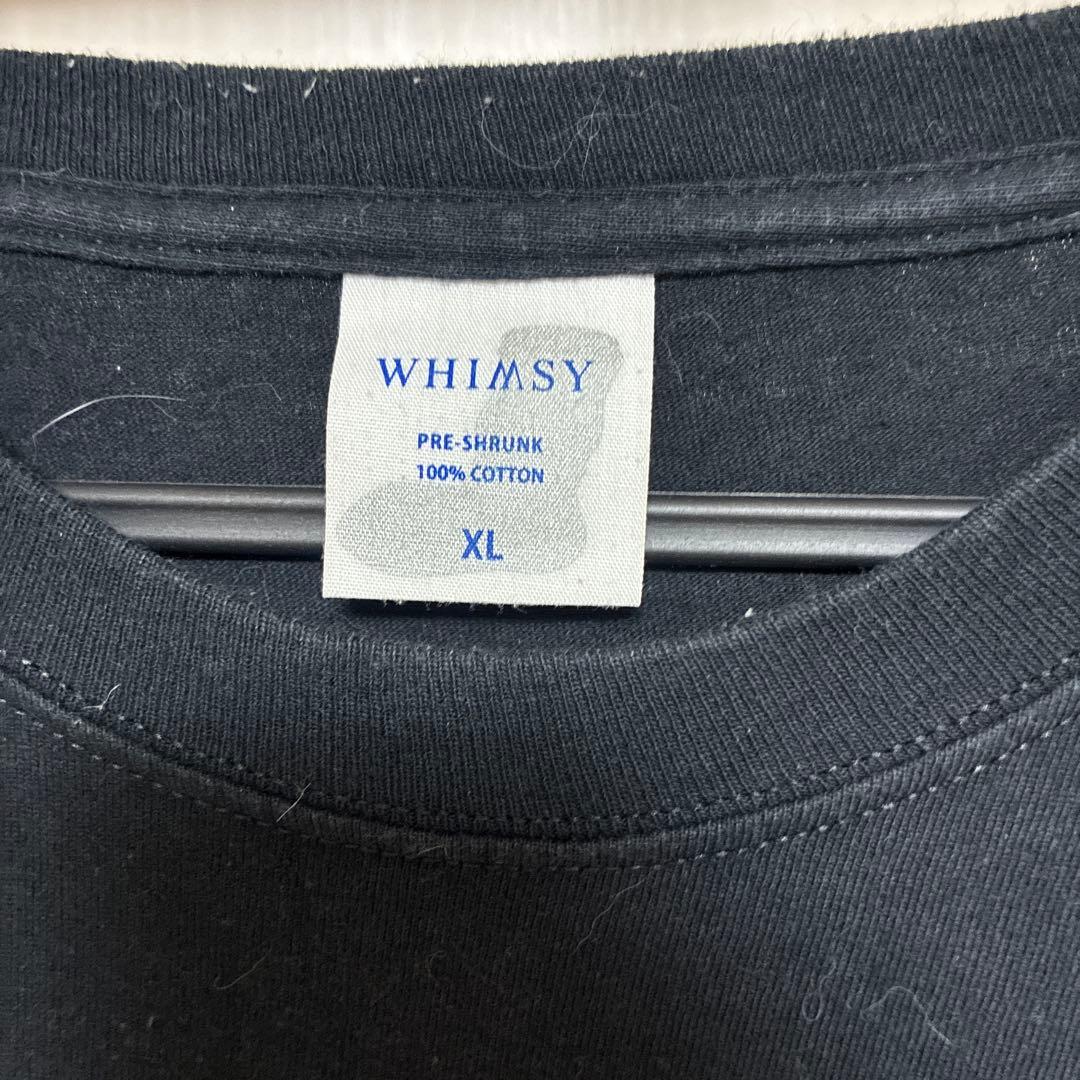 WHIMSY
PRE-SHRUNK
100% COTTON
XL